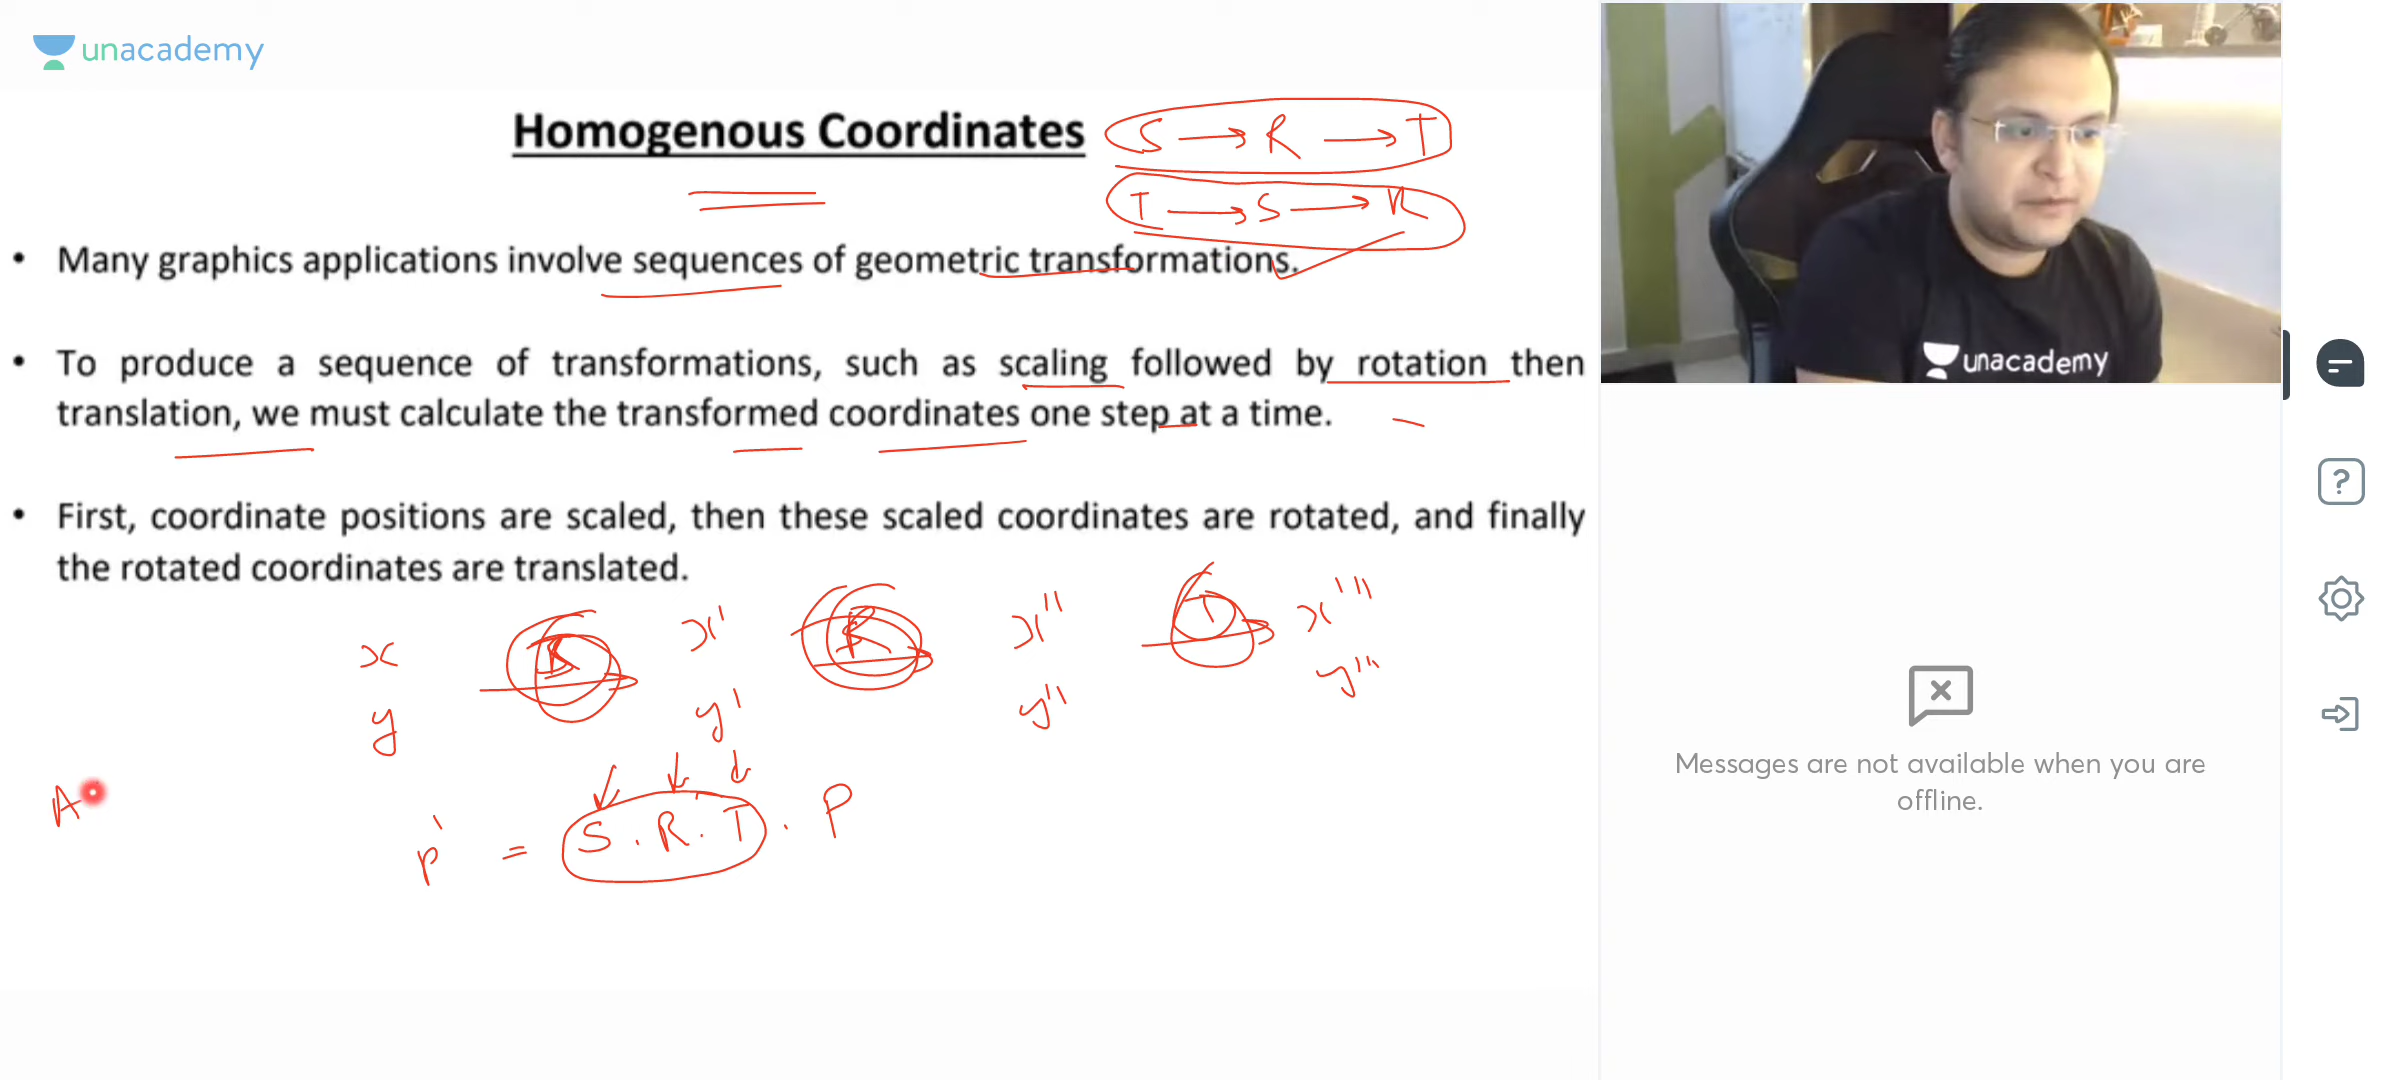 unacademy
Homogenous Coordinates
S → R → T
T → S → R
• Many graphics applications involve sequences of geometric transformations.
• To produce a sequence of transformations, such as scaling followed by rotation then
translation, we must calculate the transformed coordinates one step at a time.
• First, coordinate positions are scaled, then these scaled coordinates are rotated, and finally
the rotated coordinates are translated.
x x' R x'' T x'''
y y' y'' y'''
A
p' = S . R . T . P
unacademy
?
Messages are not available when you are
offline.